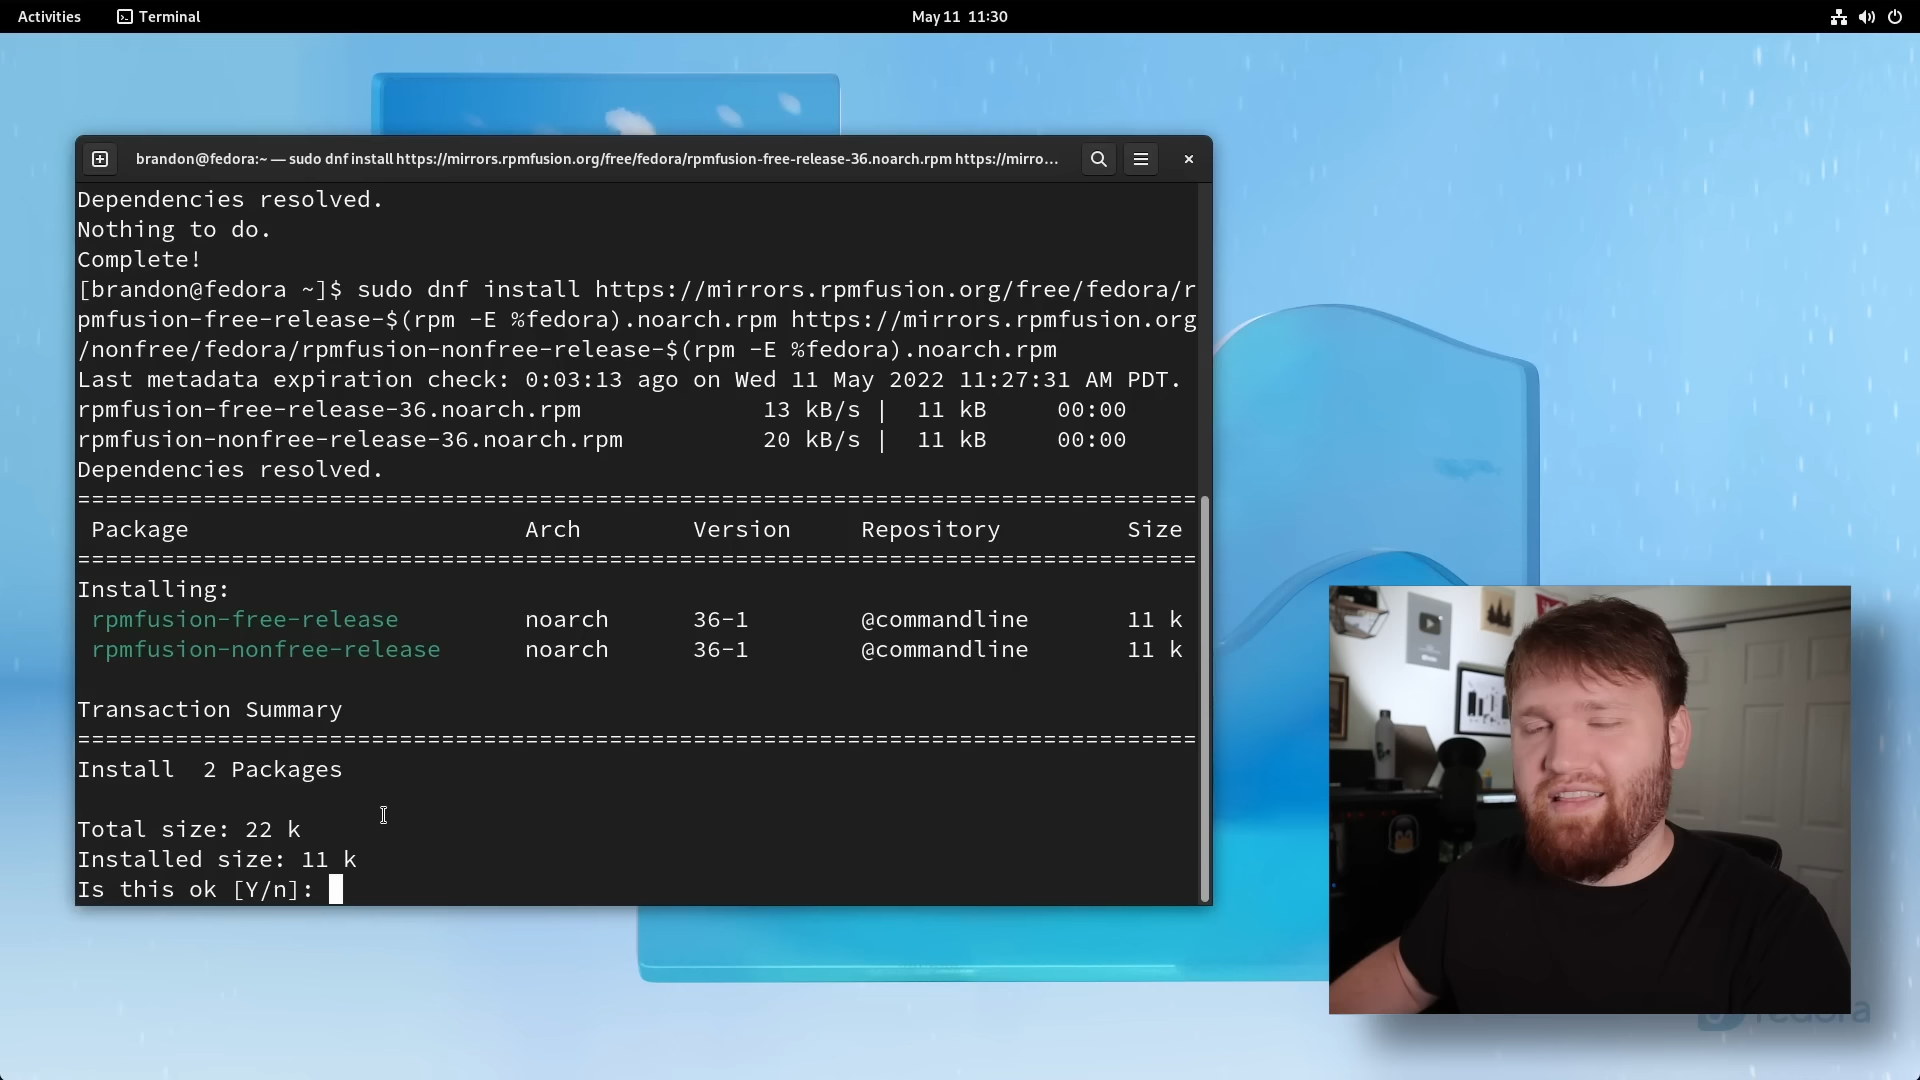 Activities Terminal May 11 11:30
brandon@fedora:~ — sudo dnf install https://mirrors.rpmfusion.org/free/fedora/rpmfusion-free-release-36.noarch.rpm https://mirro…
Dependencies resolved.
Nothing to do.
Complete!
[brandon@fedora ~]$ sudo dnf install https://mirrors.rpmfusion.org/free/fedora/r
pmfusion-free-release-$(rpm -E %fedora).noarch.rpm https://mirrors.rpmfusion.org
/nonfree/fedora/rpmfusion-nonfree-release-$(rpm -E %fedora).noarch.rpm
Last metadata expiration check: 0:03:13 ago on Wed 11 May 2022 11:27:31 AM PDT.
rpmfusion-free-release-36.noarch.rpm 13 kB/s | 11 kB 00:00
rpmfusion-nonfree-release-36.noarch.rpm 20 kB/s | 11 kB 00:00
Dependencies resolved.
================================================================================
Package Arch Version Repository Size
================================================================================
Installing:
rpmfusion-free-release noarch 36-1 @commandline 11 k
rpmfusion-nonfree-release noarch 36-1 @commandline 11 k
Transaction Summary
================================================================================
Install 2 Packages
Total size: 22 k
Installed size: 11 k
Is this ok [Y/n]:
fedora